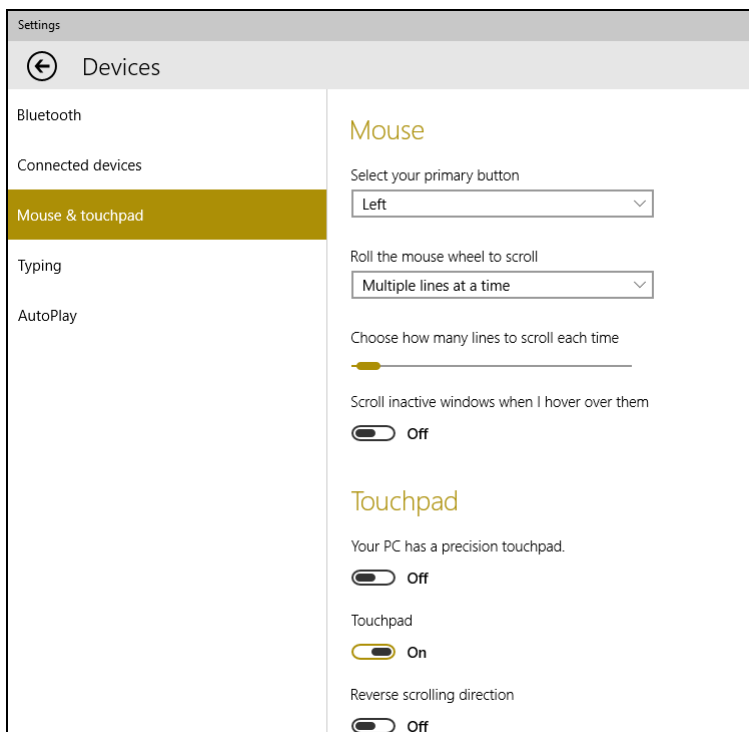 Settings
Devices
Bluetooth
Connected devices
Mouse & touchpad
Typing
AutoPlay
Mouse
Select your primary button
Left
Roll the mouse wheel to scroll
Multiple lines at a time
Choose how many lines to scroll each time
Scroll inactive windows when I hover over them
Off
Touchpad
Your PC has a precision touchpad.
Off
Touchpad
On
Reverse scrolling direction
Off